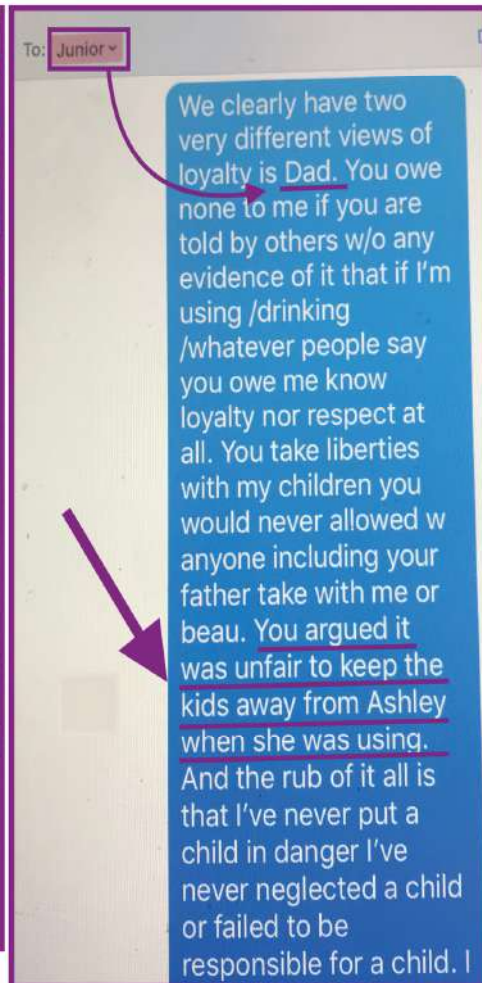 To: Junior
We clearly have two
very different views of
loyalty is Dad. You owe
none to me if you are
told by others w/o any
evidence of it that if I'm
using /drinking
/whatever people say
you owe me know
loyalty nor respect at
all. You take liberties
with my children you
would never allowed w
anyone including your
father take with me or
beau. You argued it
was unfair to keep the
kids away from Ashley
when she was using.
And the rub of it all is
that I've never put a
child in danger I've
never neglected a child
or failed to be
responsible for a child. I